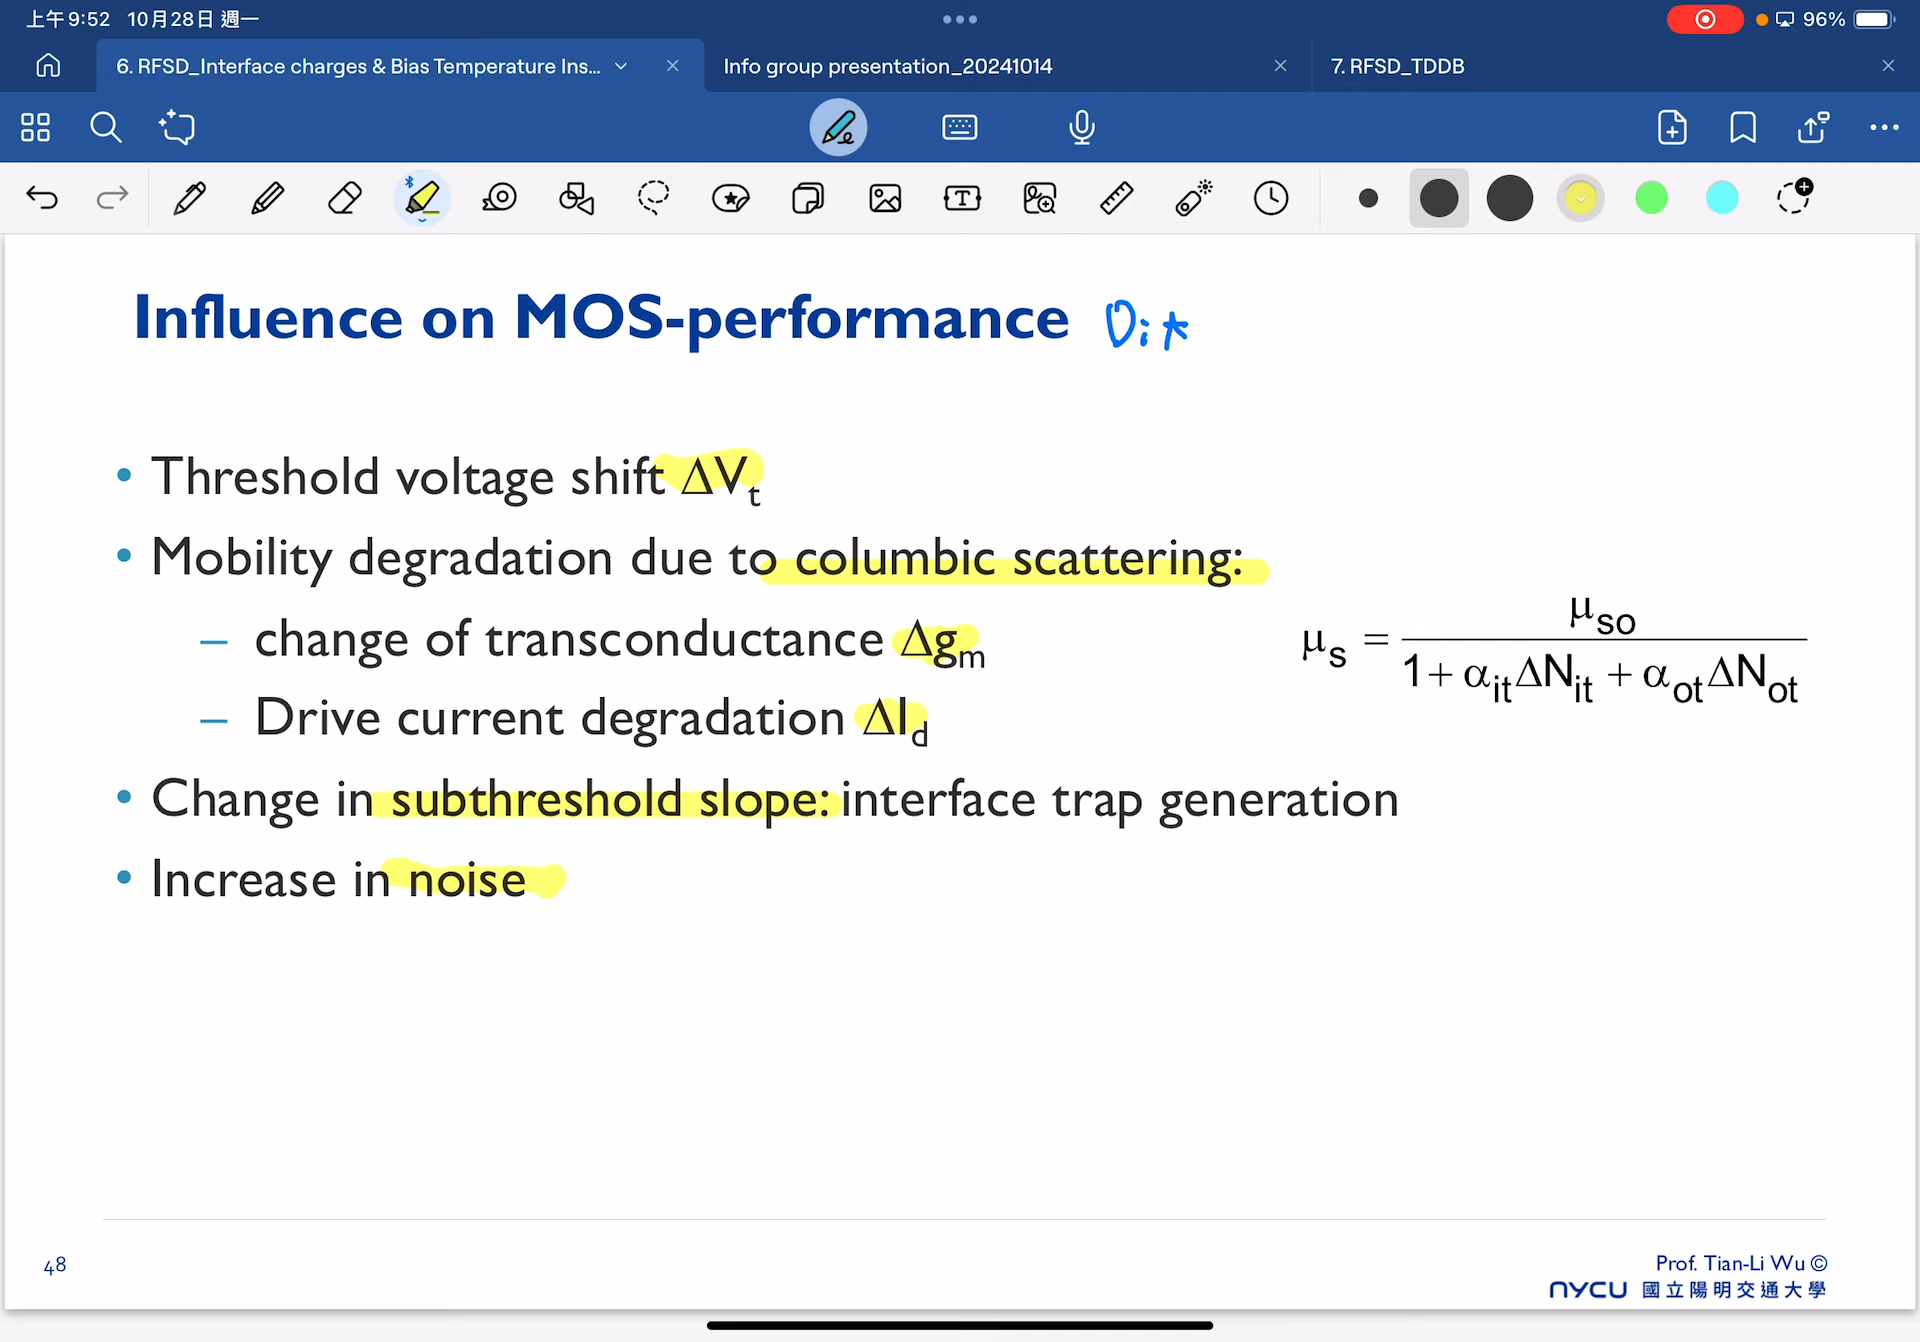 上午9:52 10月28日 週一
96%
6. RFSD_Interface charges & Bias Temperature Ins...
Info group presentation_20241014
7. RFSD_TDDB
Influence on MOS-performance Dit
• Threshold voltage shift ΔVt
• Mobility degradation due to columbic scattering:
– change of transconductance Δgm
– Drive current degradation ΔId
μs = μso / 1+ αitΔNit + αotΔNot
• Change in subthreshold slope: interface trap generation
• Increase in noise
48
Prof. Tian-Li Wu ©
NYCU 國立陽明交通大學